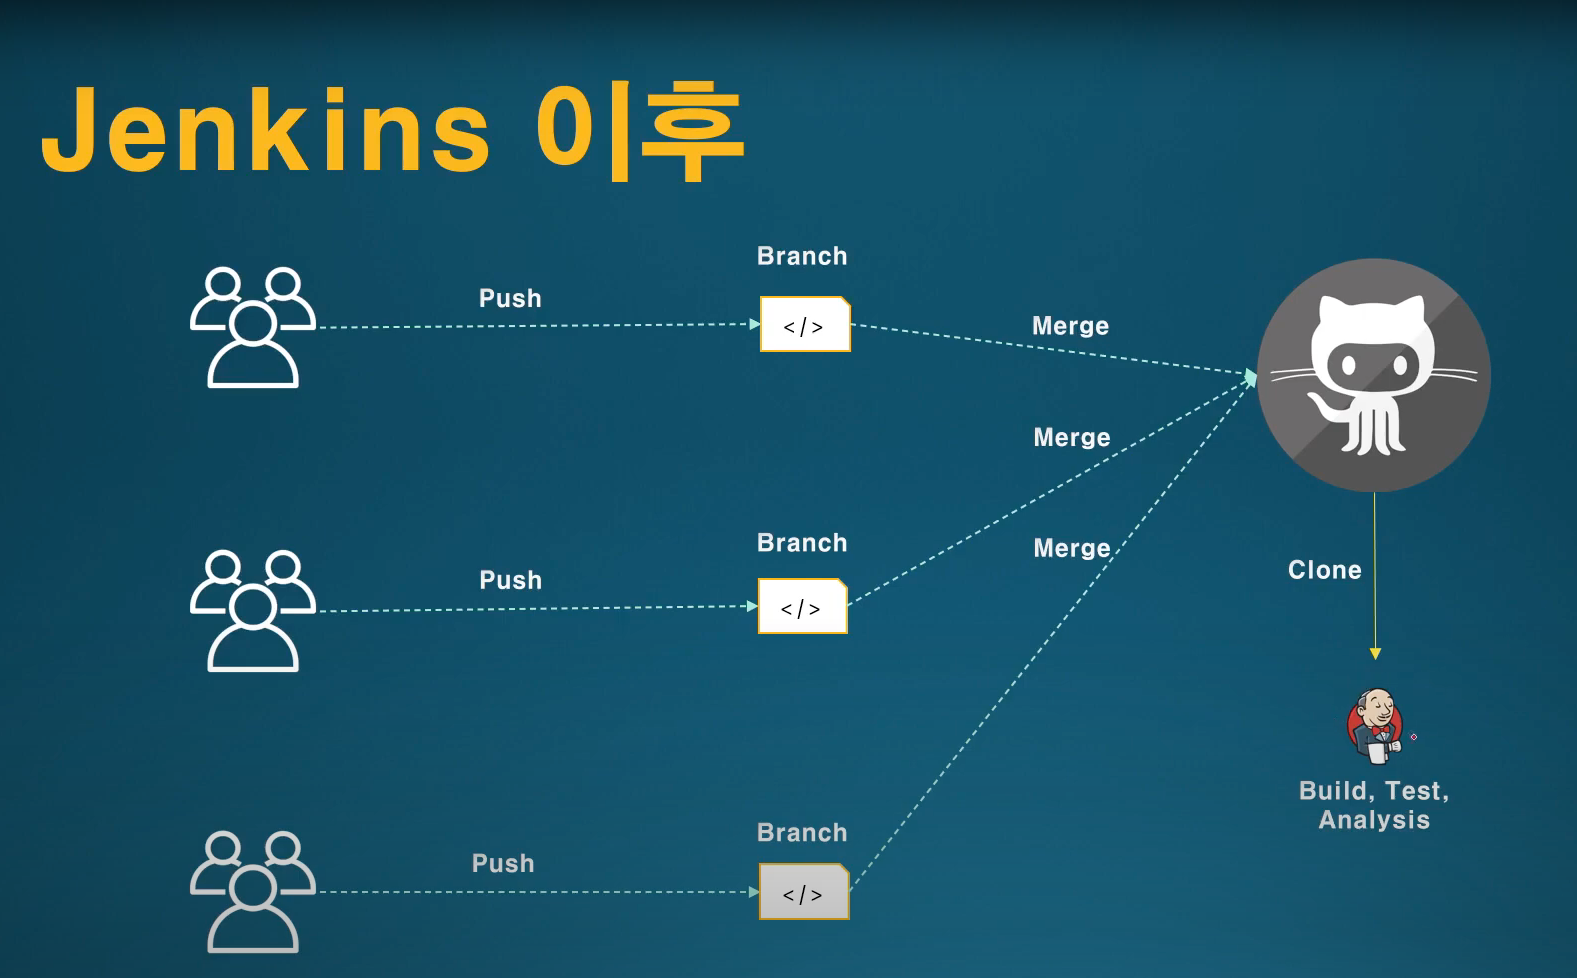 Jenkins 이후
Branch
Push
</>
Merge
Merge
Branch
Merge
Push
Clone
</>
Build, Test,
Analysis
Branch
Push
</>